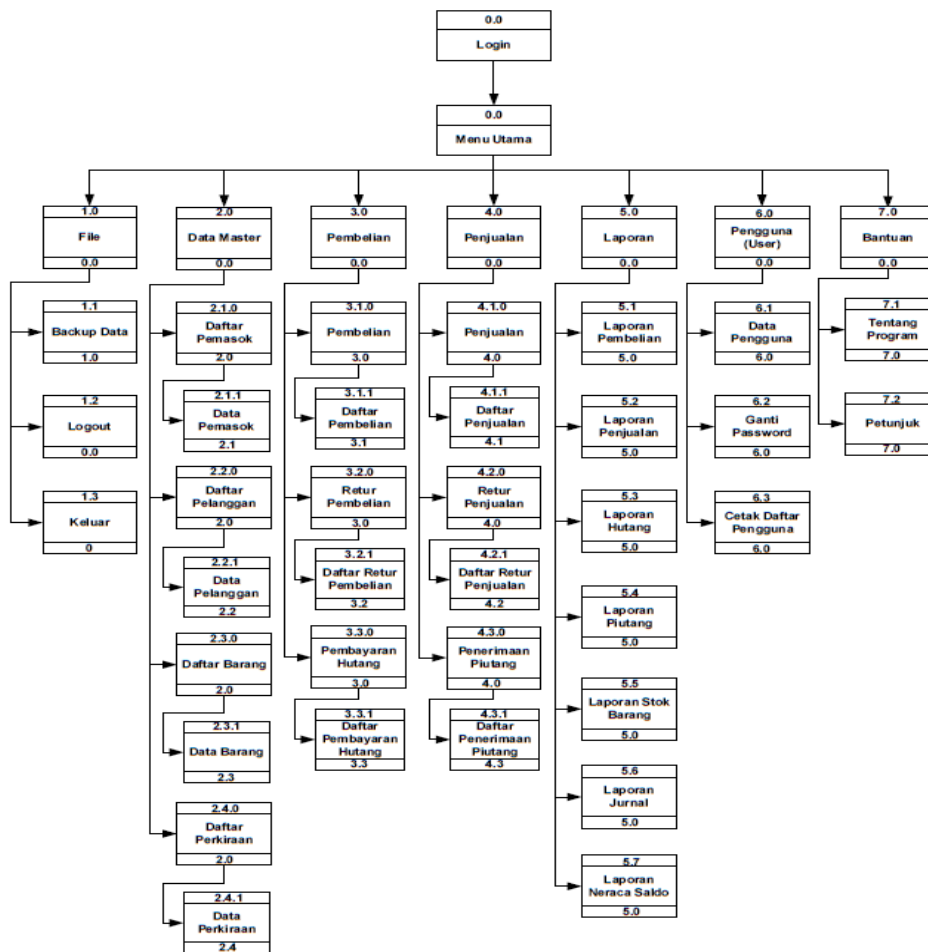 0.0
Login
0.0
Menu Utama
1.0
File
0.0
1.1
Backup Data
1.0
1.2
Logout
0.0
1.3
Keluar
0
2.0
Data Master
0.0
2.1.0
Daftar
Pemasok
2.0
2.1.1
Data
Pemasok
2.1
2.2.0
Daftar
Pelanggan
2.0
2.2.1
Data
Pelanggan
2.2
2.3.0
Daftar Barang
2.0
2.3.1
Data Barang
2.3
2.4.0
Daftar
Perkiraan
2.0
2.4.1
Data
Perkiraan
2.4
3.0
Pembelian
0.0
3.1.0
Pembelian
3.0
3.1.1
Daftar
Pembelian
3.1
3.2.0
Retur
Pembelian
3.0
3.2.1
Daftar Retur
Pembelian
3.2
3.3.0
Pembayaran
Hutang
3.0
3.3.1
Daftar
Pembayaran
Hutang
3.3
4.0
Penjualan
0.0
4.1.0
Penjualan
4.0
4.1.1
Daftar
Penjualan
4.1
4.2.0
Retur
Penjualan
4.0
4.2.1
Daftar Retur
Penjualan
4.2
4.3.0
Penerimaan
Piutang
4.0
4.3.1
Daftar
Penerimaan
Piutang
4.3
5.0
Laporan
0.0
5.1
Laporan
Pembelian
5.0
5.2
Laporan
Penjualan
5.0
5.3
Laporan
Hutang
5.0
5.4
Laporan
Piutang
5.0
5.5
Laporan Stok
Barang
5.0
5.6
Laporan
Jurnal
5.0
5.7
Laporan
Neraca Saldo
5.0
6.0
Pengguna
(User)
0.0
6.1
Data
Pengguna
6.0
6.2
Ganti
Password
6.0
6.3
Cetak Daftar
Pengguna
6.0
7.0
Bantuan
0.0
7.1
Tentang
Program
7.0
7.2
Petunjuk
7.0